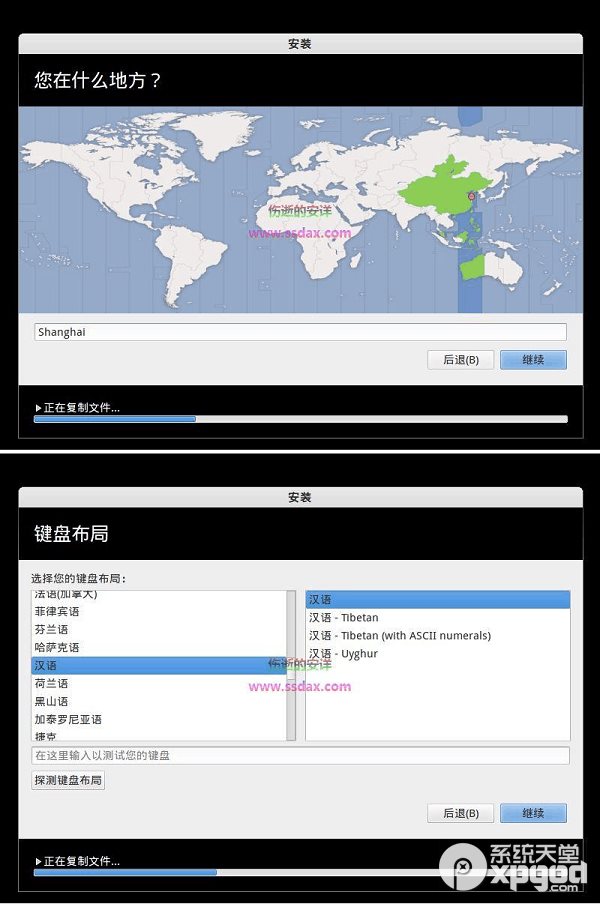 安装
您在什么地方？
伤逝的安详
www.ssdax.com
Shanghai
后退(B)
继续
正在复制文件...
安装
键盘布局
选择您的键盘布局:
法语(加拿大)
菲律宾语
芬兰语
哈萨克语
汉语
荷兰语
黑山语
加泰罗尼亚语
捷克
汉语
汉语 - Tibetan
汉语 - Tibetan (with ASCII numerals)
汉语 - Uyghur
伤逝的安详
www.ssdax.com
在这里输入以测试您的键盘
探测键盘布局
后退(B)
继续
正在复制文件...
系统天堂
xpgod
.com